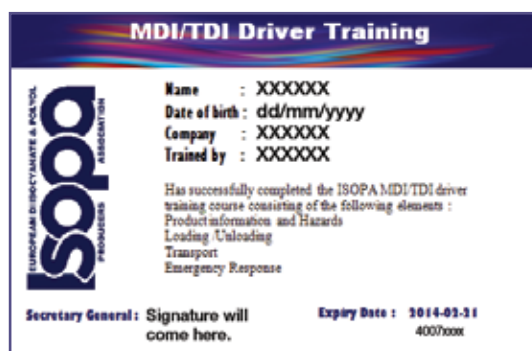 MDI/TDI Driver Training
EUROPEAN DIISOCYANATE & POLYOL
isopa
PRODUCERS ASSOCIATION
Name : XXXXXX
Date of birth : dd/mm/yyyy
Company : XXXXXX
Trained by : XXXXXX
Has successfully completed the ISOPA MDI/TDI driver
training course consisting of the following elements :
Product information and Hazards
Loading /Unloading
Transport
Emergency Response
Secretary General : Signature will
come here.
Expiry Date : 2014-02-21
4007xxxx